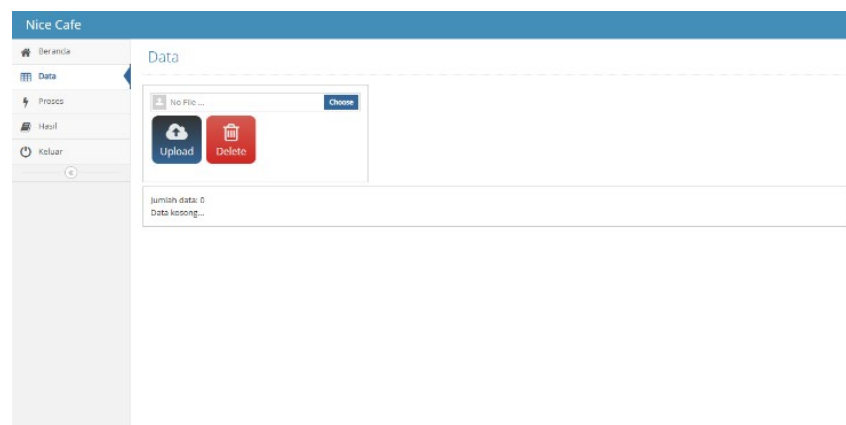 Nice Cafe
Beranda
Data
Proses
Hasil
Keluar
Data
No File ...
Choose
Upload
Delete
Jumlah data: 0
Data kosong...